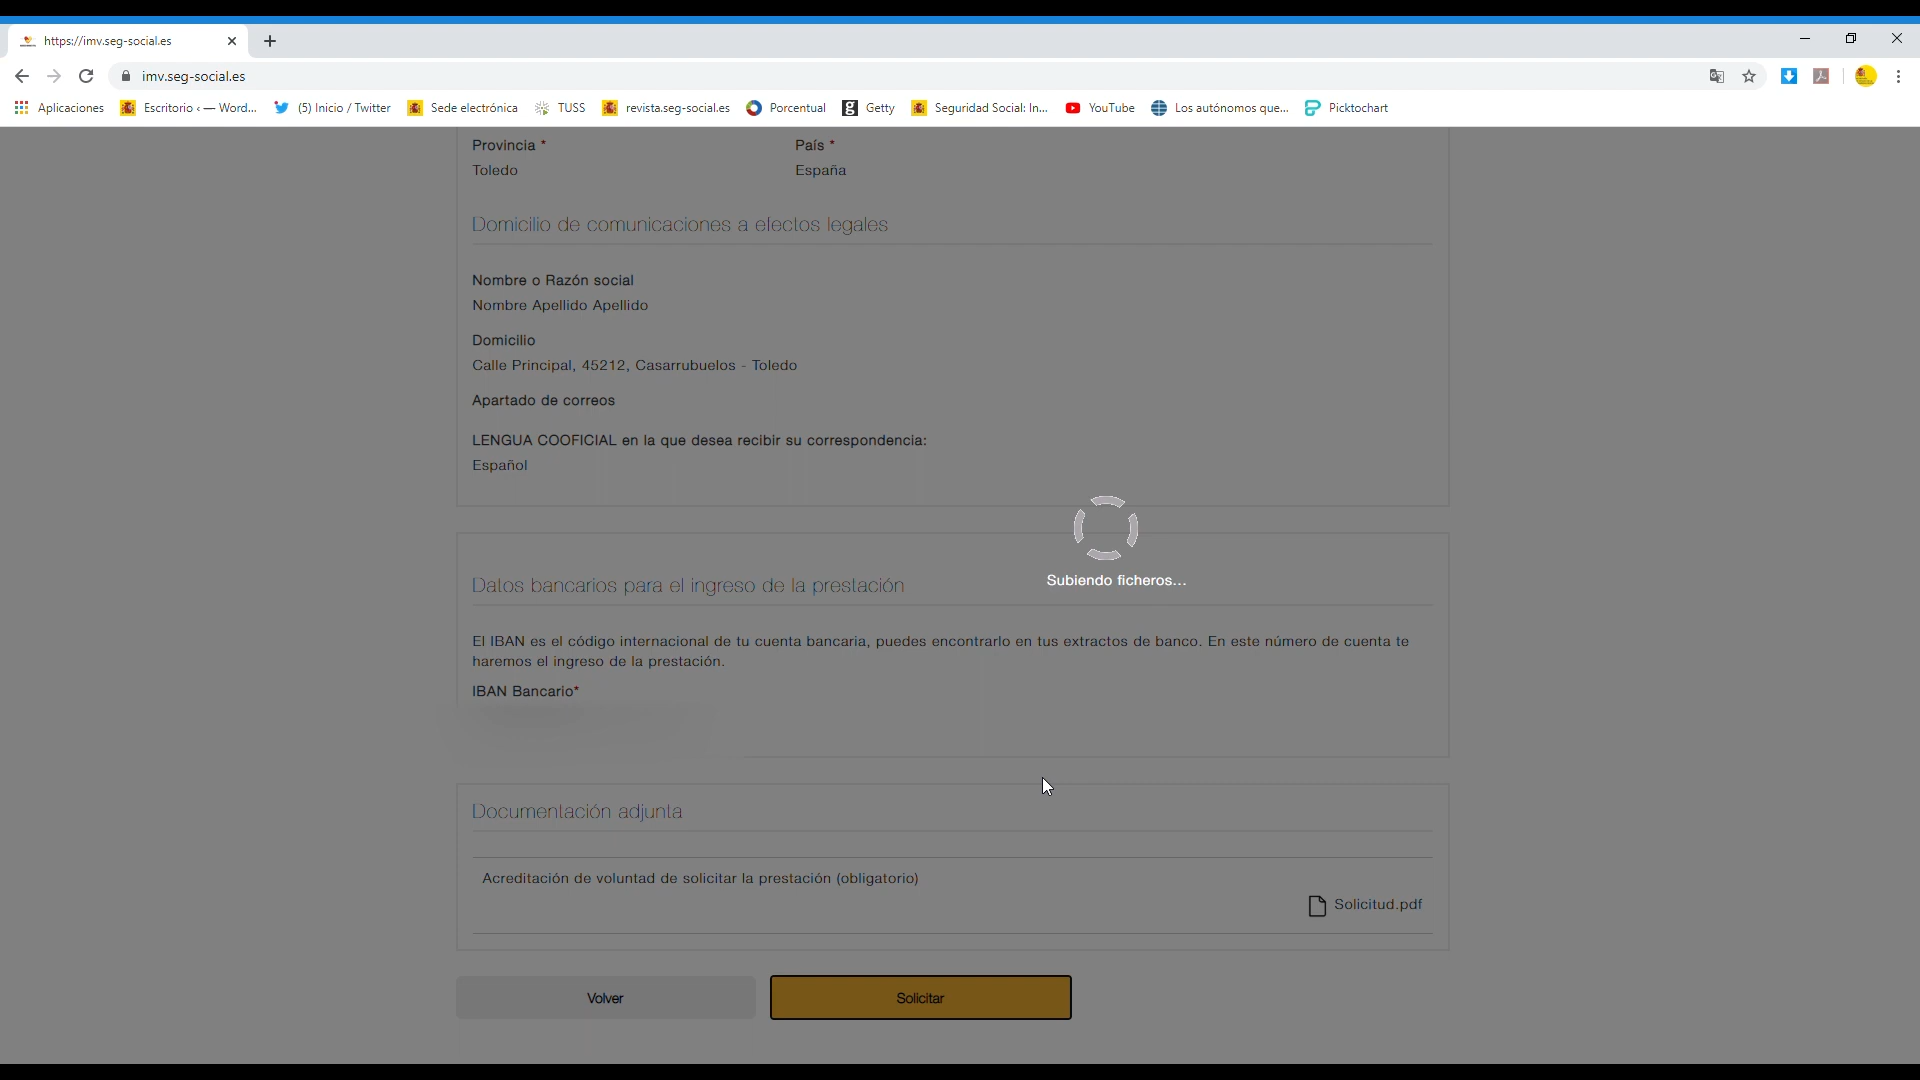 https://imv.seg-social.es
imv.seg-social.es
Aplicaciones Escritorio ‹ — Word... (5) Inicio / Twitter Sede electrónica TUSS revista.seg-social.es Porcentual Getty Seguridad Social: In... YouTube Los autónomos que... Picktochart
Provincia * País *
Toledo España
Domicilio de comunicaciones a efectos legales
Nombre o Razón social
Nombre Apellido Apellido
Domicilio
Calle Principal, 45212, Casarrubuelos - Toledo
Apartado de correos
LENGUA COOFICIAL en la que desea recibir su correspondencia:
Español
Subiendo ficheros...
Datos bancarios para el ingreso de la prestación
El IBAN es el código internacional de tu cuenta bancaria, puedes encontrarlo en tus extractos de banco. En este número de cuenta te
haremos el ingreso de la prestación.
IBAN Bancario*
Documentación adjunta
Acreditación de voluntad de solicitar la prestación (obligatorio)
Solicitud.pdf
Volver Solicitar